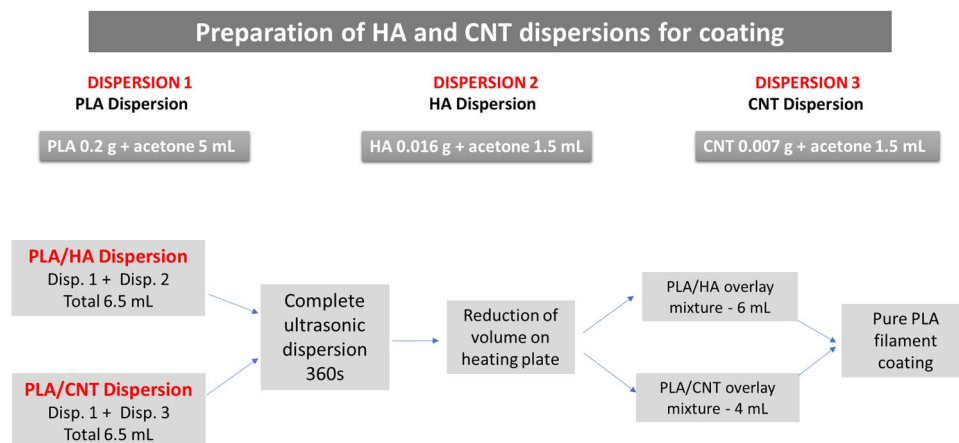 Preparation of HA and CNT dispersions for coating
DISPERSION 1
PLA Dispersion
DISPERSION 2
HA Dispersion
DISPERSION 3
CNT Dispersion
PLA 0.2 g + acetone 5 mL
HA 0.016 g + acetone 1.5 mL
CNT 0.007 g + acetone 1.5 mL
PLA/HA Dispersion
Disp. 1 + Disp. 2
Total 6.5 mL
PLA/CNT Dispersion
Disp. 1 + Disp. 3
Total 6.5 mL
Complete
ultrasonic
dispersion
360s
Reduction of
volume on
heating plate
PLA/HA overlay
mixture - 6 mL
PLA/CNT overlay
mixture - 4 mL
Pure PLA
filament
coating